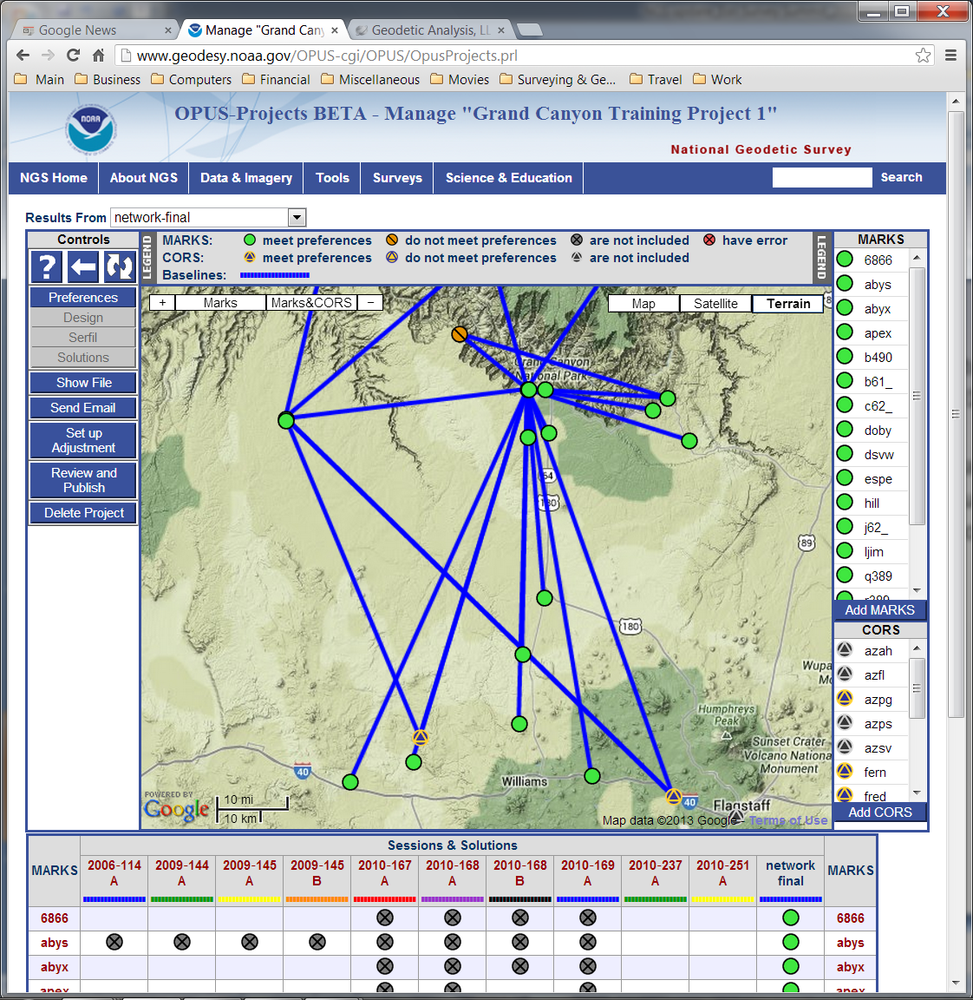 Google News
Manage "Grand Cany
Geodetic Analysis, LL
www.geodesy.noaa.gov/OPUS-cgi/OPUS/OpusProjects.prl
Main Business Computers Financial Miscellaneous Movies Surveying & Ge... Travel Work
NOAA
OPUS-Projects BETA - Manage "Grand Canyon Training Project 1"
National Geodetic Survey
NGS Home About NGS Data & Imagery Tools Surveys Science & Education Search
Results From network-final
Controls
?
Preferences
Design
Serfil
Solutions
Show File
Send Email
Set up
Adjustment
Review and
Publish
Delete Project
LEGEND
MARKS: meet preferences do not meet preferences are not included have error
CORS: meet preferences do not meet preferences are not included
Baselines:
LEGEND
+ Marks Marks&CORS −
Map Satellite Terrain
Grand Canyon
National Park
64
180
89
180
Humphreys
Peak
Sunset Crater
Volcano Nationa
Monument
Wupa
Williams
40
40
Flagstaff
POWERED BY
Google
10 mi
10 km
Map data ©2013 Google - Terms of Use
MARKS
6866
abys
abyx
apex
b490
b61_
c62_
doby
dsvw
espe
hill
j62_
ljim
q389
r389
Add MARKS
CORS
azah
azfl
azpg
azps
azsv
fern
fred
Add CORS
Sessions & Solutions
MARKS 2006-114 A 2009-144 A 2009-145 A 2009-145 B 2010-167 A 2010-168 A 2010-168 B 2010-169 A 2010-237 A 2010-251 A network final MARKS
6866 6866
abys abys
abyx abyx
apex apex